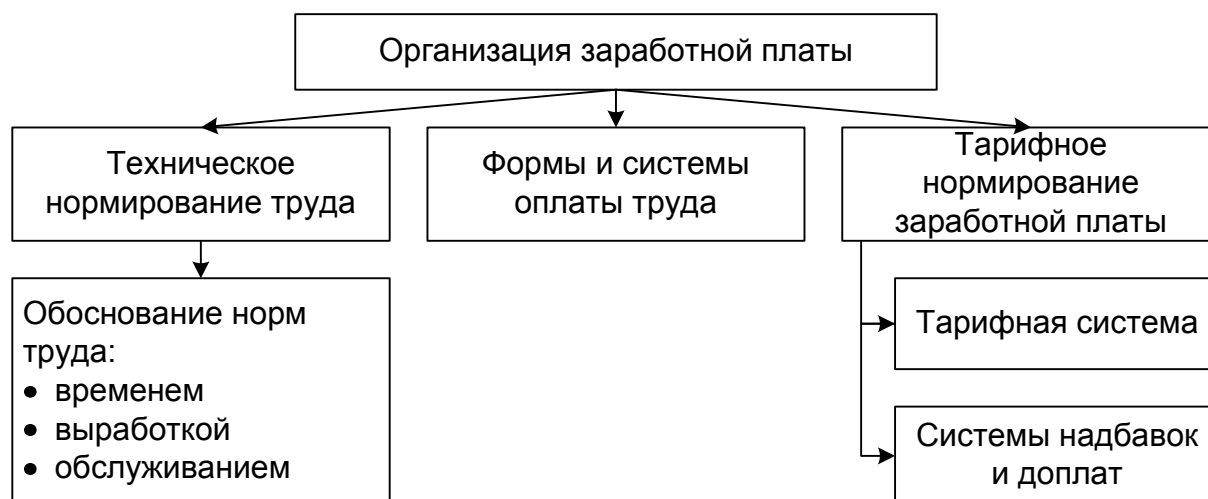 Организация заработной платы
Техническое
нормирование труда
Формы и системы
оплаты труда
Тарифное
нормирование
заработной платы
Обоснование норм
труда:
• временем
• выработкой
• обслуживанием
Тарифная система
Системы надбавок
и доплат